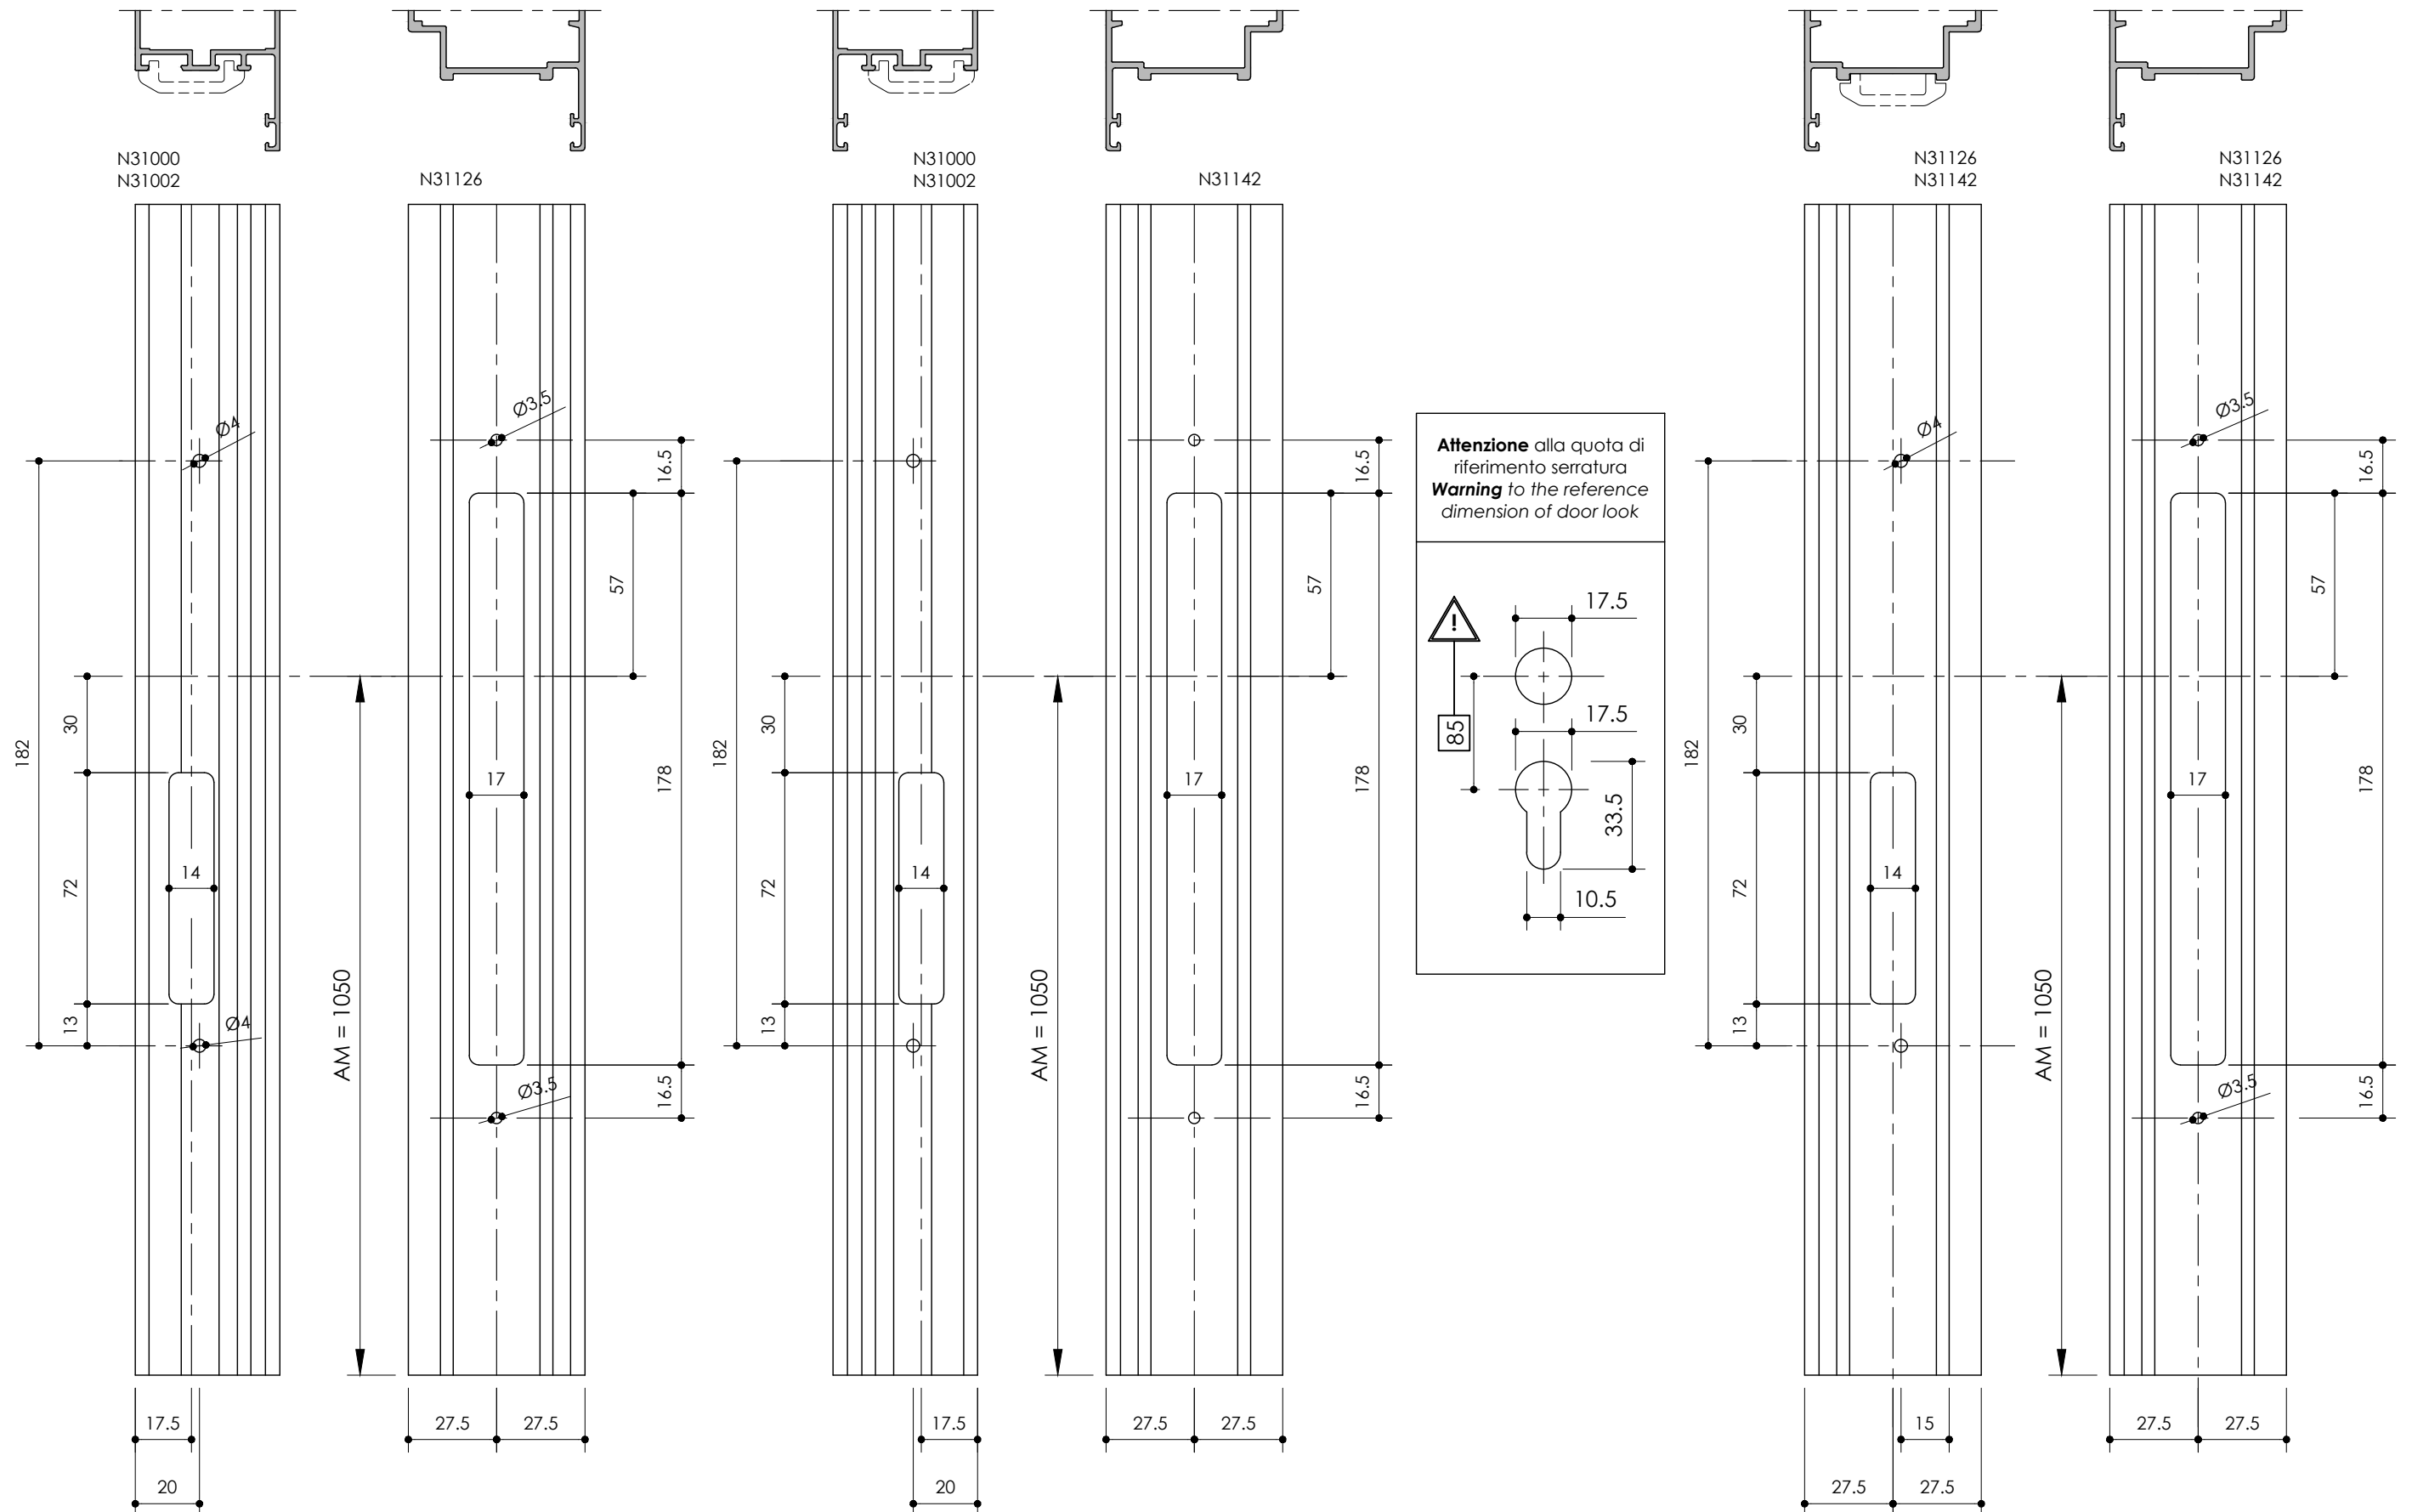 N31000
N31002
N31126
N31000
N31002
N31142
N31126
N31142
N31126
N31142
Ø4
182
30
72
13
14
Ø4
17.5
20
AM = 1050
Ø3.5
16.5
57
17
178
Ø3.5
16.5
27.5
27.5
182
30
72
13
14
17.5
20
AM = 1050
16.5
57
17
178
16.5
27.5
27.5
Attenzione alla quota di
riferimento serratura
Warning to the reference
dimension of door look
!
17.5
85
17.5
33.5
10.5
Ø4
182
30
72
13
14
15
27.5
27.5
AM = 1050
Ø3.5
16.5
57
17
178
Ø3.5
16.5
27.5
27.5